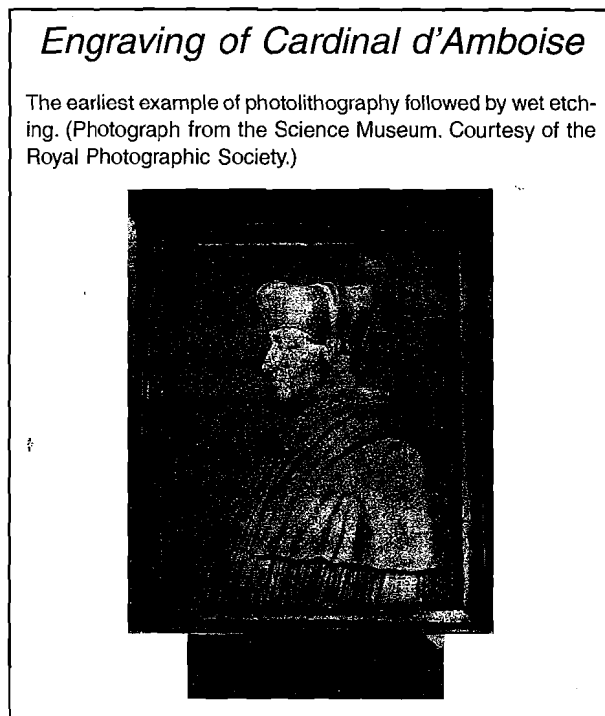 Engraving of Cardinal d'Amboise
The earliest example of photolithography followed by wet etch-
ing. (Photograph from the Science Museum. Courtesy of the
Royal Photographic Society.)